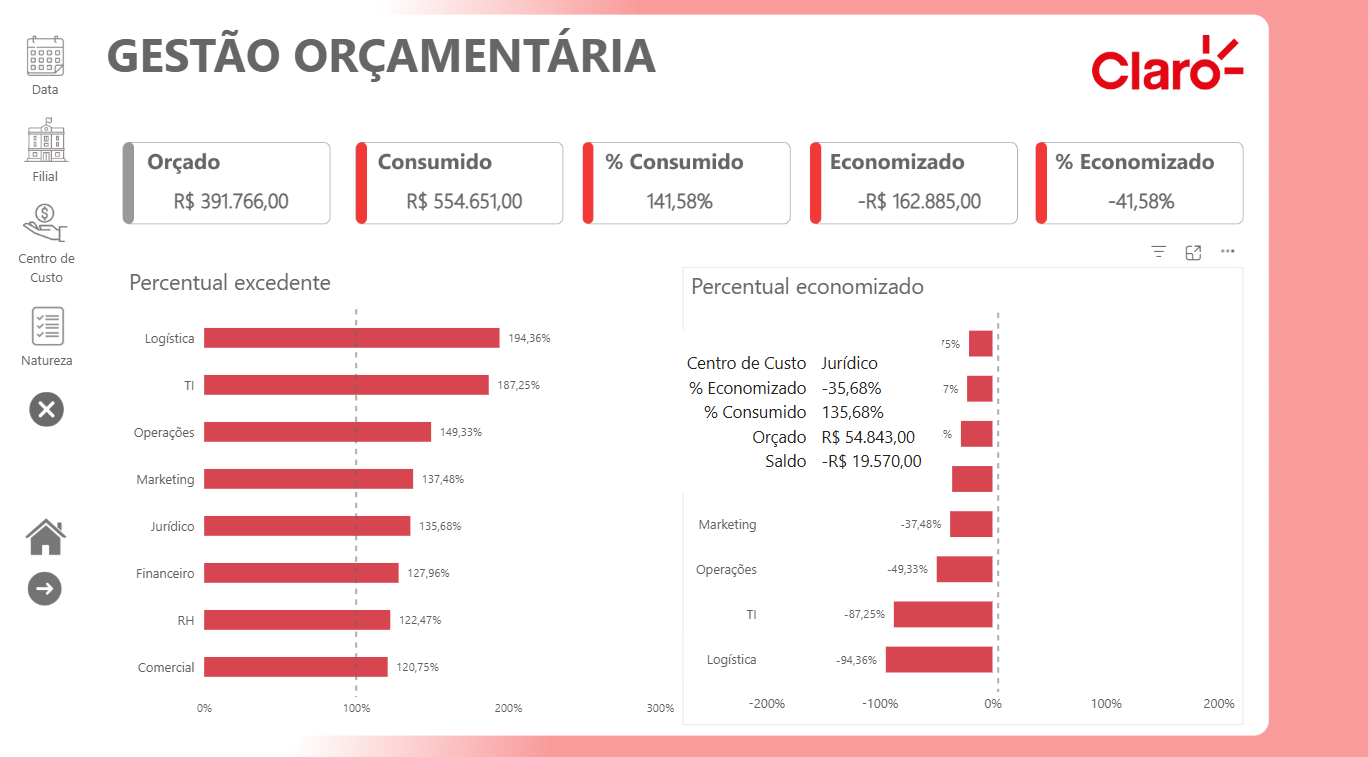 GESTÃO ORÇAMENTÁRIA
Claro
Data
Filial
Centro de
Custo
Natureza
Orçado
R$ 391.766,00
Consumido
R$ 554.651,00
% Consumido
141,58%
Economizado
-R$ 162.885,00
% Economizado
-41,58%
Percentual excedente
Logística 194,36%
TI 187,25%
Operações 149,33%
Marketing 137,48%
Jurídico 135,68%
Financeiro 127,96%
RH 122,47%
Comercial 120,75%
0% 100% 200% 300%
Percentual economizado
75%
7%
%
Centro de Custo Jurídico
% Economizado -35,68%
% Consumido 135,68%
Orçado R$ 54.843,00
Saldo -R$ 19.570,00
Marketing -37,48%
Operações -49,33%
TI -87,25%
Logística -94,36%
-200% -100% 0% 100% 200%